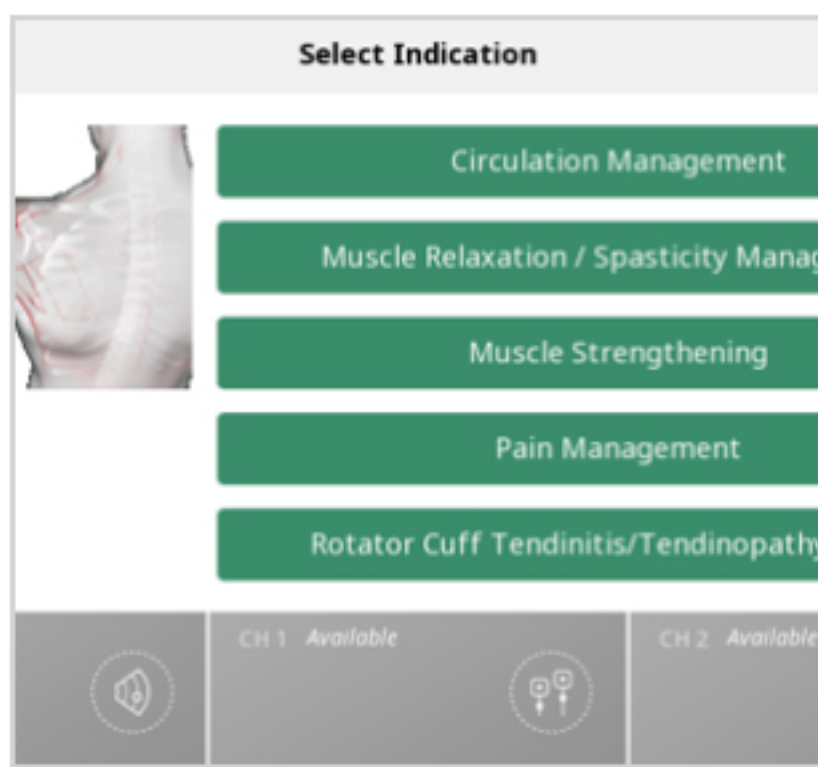 Select Indication
Circulation Management
Muscle Relaxation / Spasticity Manag
Muscle Strengthening
Pain Management
Rotator Cuff Tendinitis/Tendinopathy
CH 1 Available
CH 2 Available